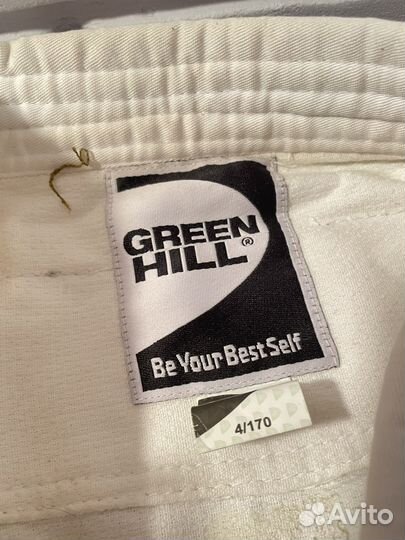 GREEN
HILL®
Be Your Best Self
4/170
Avito